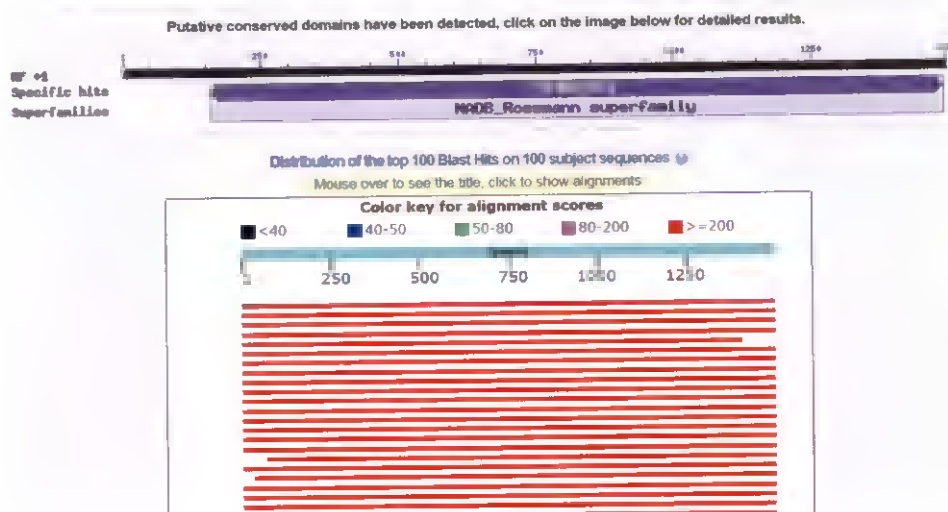 Putative conserved domains have been detected, click on the image below for detailed results.
1 250 500 750 1000 1250
RF +1
Specific hits
Superfamilies
NADB_Rossmann superfamily
Distribution of the top 100 Blast Hits on 100 subject sequences
Mouse over to see the title, click to show alignments
Color key for alignment scores
<40 40-50 50-80 80-200 >=200
250 500 750 1250